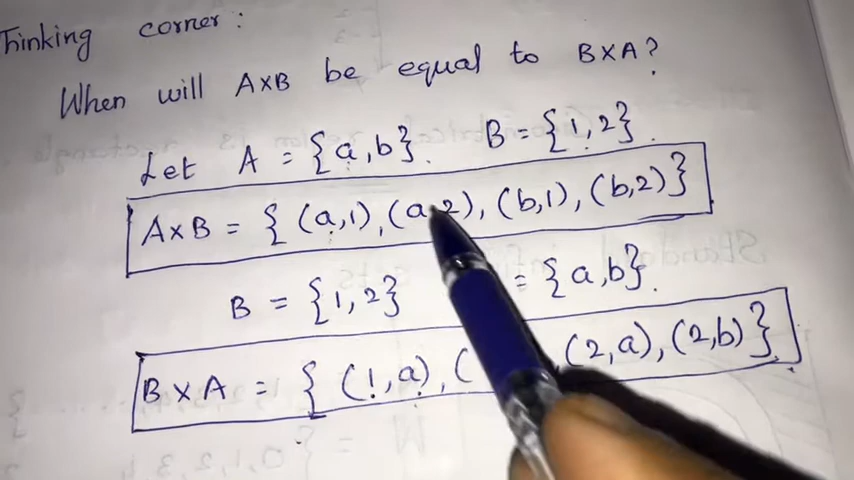 Thinking corner:
When will A×B be equal to B×A?
Let A = {a,b}. B = {1,2}.
A×B = { (a,1), (a,2), (b,1), (b,2)}
B = {1,2} = {a,b}.
B×A = { (1,a), ( , (2,a), (2,b)}